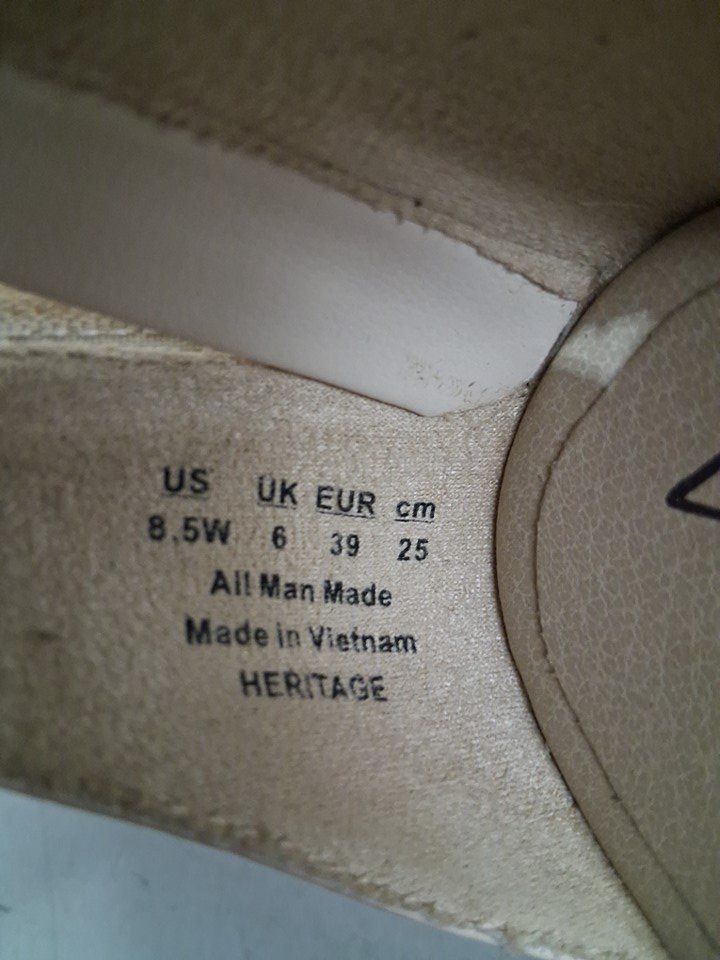 US UK EUR cm
8.5W 6 39 25
All Man Made
Made in Vietnam
HERITAGE